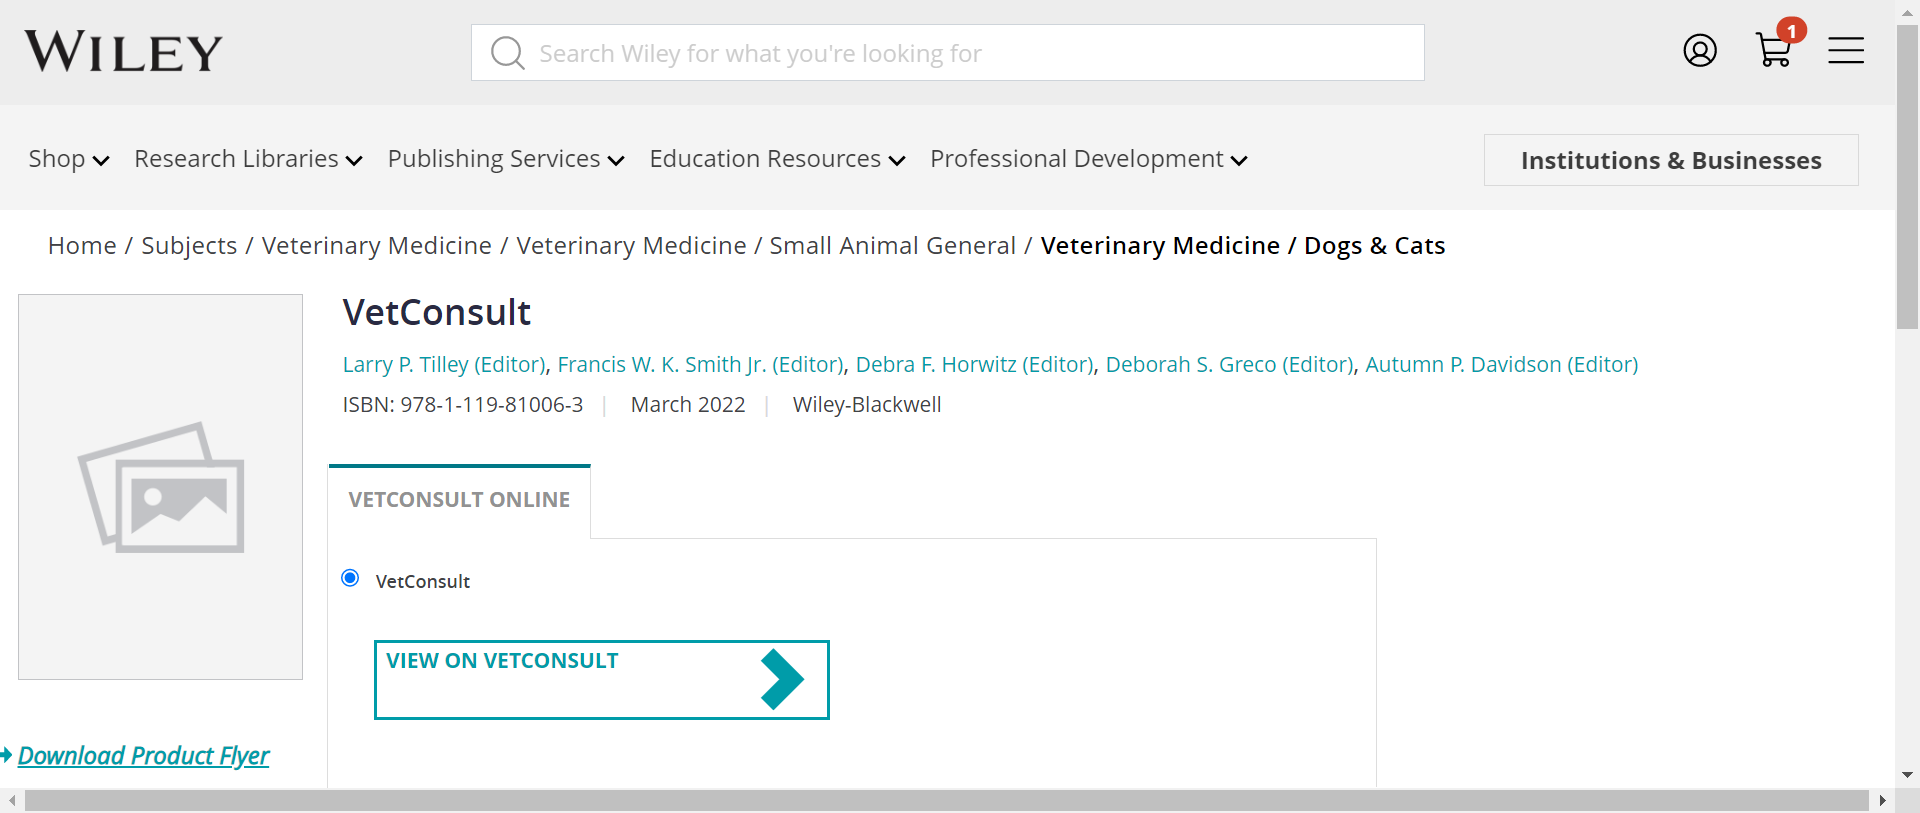 WILEY
Search Wiley for what you're looking for
1
Shop Research Libraries Publishing Services Education Resources Professional Development Institutions & Businesses
Home / Subjects / Veterinary Medicine / Veterinary Medicine / Small Animal General / Veterinary Medicine / Dogs & Cats
VetConsult
Larry P. Tilley (Editor), Francis W. K. Smith Jr. (Editor), Debra F. Horwitz (Editor), Deborah S. Greco (Editor), Autumn P. Davidson (Editor)
ISBN: 978-1-119-81006-3 | March 2022 | Wiley-Blackwell
VETCONSULT ONLINE
VetConsult
VIEW ON VETCONSULT
Download Product Flyer